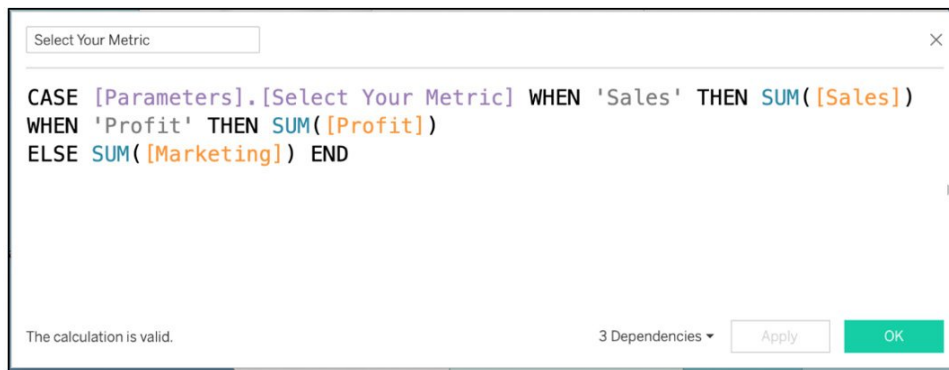 Select Your Metric
CASE [Parameters].[Select Your Metric] WHEN 'Sales' THEN SUM([Sales])
WHEN 'Profit' THEN SUM([Profit])
ELSE SUM([Marketing]) END
The calculation is valid.
3 Dependencies
Apply
OK